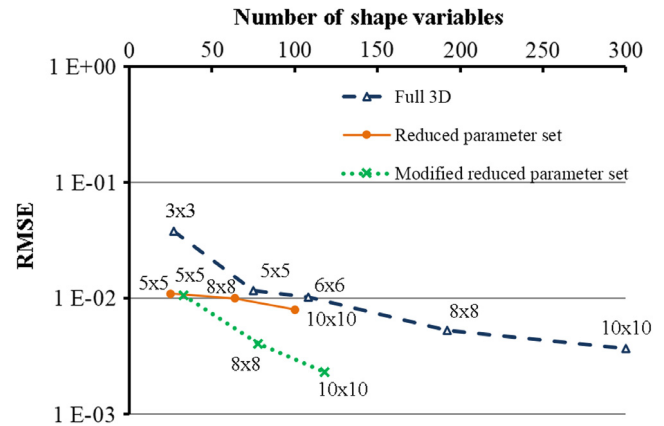 Number of shape variables
0 50 100 150 200 250 300
1 E+00
Full 3D
Reduced parameter set
1 E-01
Modified reduced parameter set
3x3
RMSE
5x5 5x5 8x8 5x5 6x6
1 E-02
10x10 8x8 10x10
8x8
10x10
1 E-03